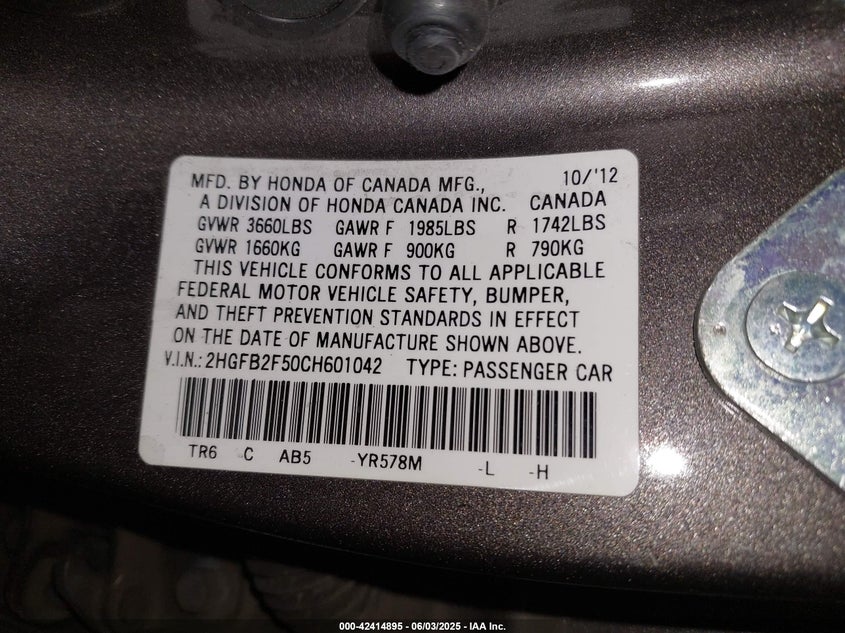 MFD. BY HONDA OF CANADA MFG., 10/'12
A DIVISION OF HONDA CANADA INC. CANADA
GVWR 3660LBS GAWR F 1985LBS R 1742LBS
GVWR 1660KG GAWR F 900KG R 790KG
THIS VEHICLE CONFORMS TO ALL APPLICABLE
FEDERAL MOTOR VEHICLE SAFETY, BUMPER,
AND THEFT PREVENTION STANDARDS IN EFFECT
ON THE DATE OF MANUFACTURE SHOWN ABOVE.
V.I.N.: 2HGFB2F50CH601042 TYPE: PASSENGER CAR
TR6 C AB5 -YR578M -L -H
000-42414895 - 06/03/2025 - IAA Inc.